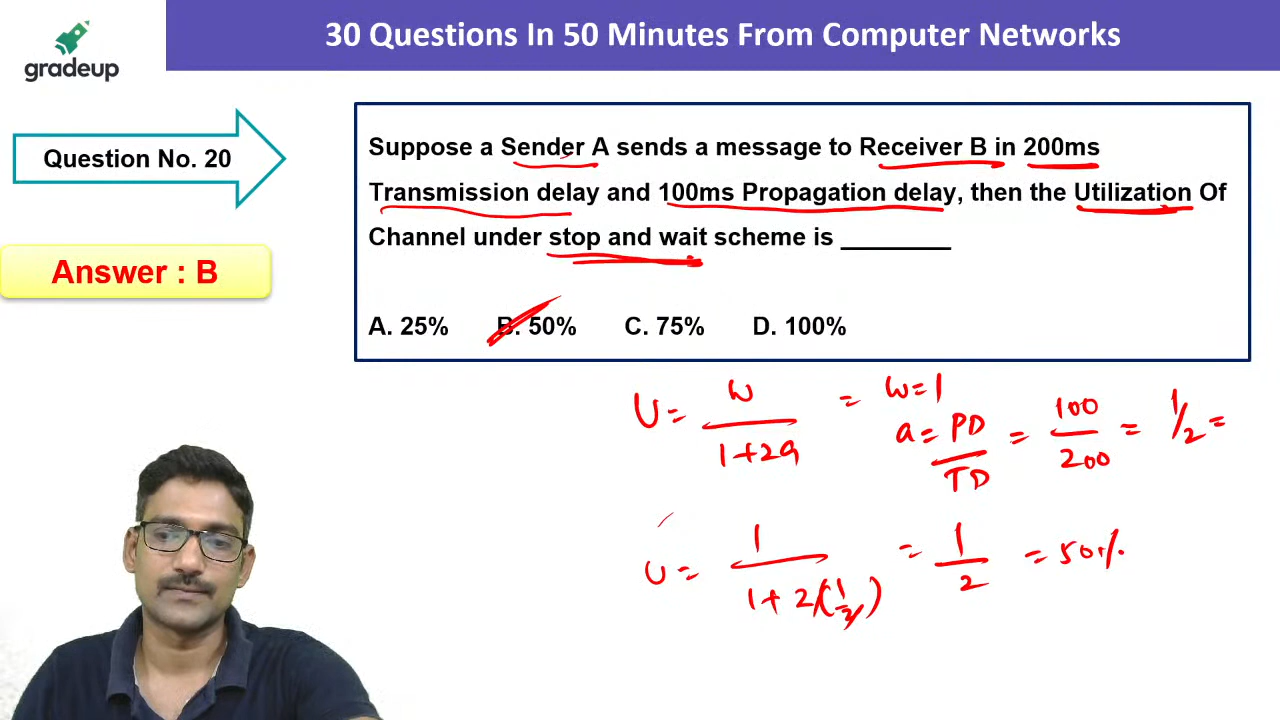 30 Questions In 50 Minutes From Computer Networks
gradeup
Question No. 20
Answer : B
Suppose a Sender A sends a message to Receiver B in 200ms
Transmission delay and 100ms Propagation delay, then the Utilization Of
Channel under stop and wait scheme is ________
A. 25% B. 50% C. 75% D. 100%
U = w / 1+2a = w=1
a = PD / TD = 100 / 200 = 1/2 =
U = 1 / 1+2(1/2) = 1 / 2 = 50%